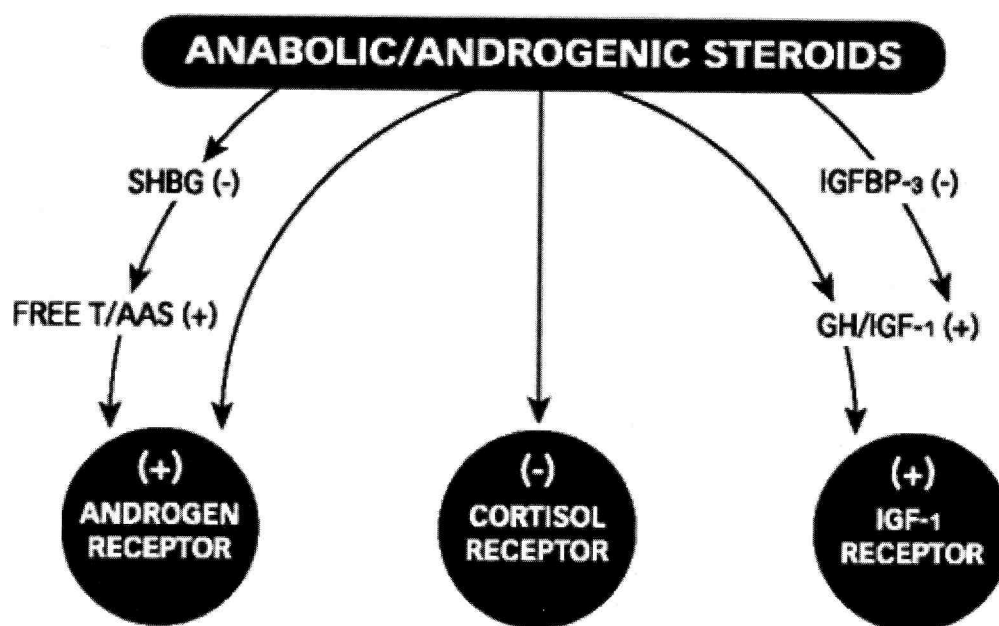 ANABOLIC/ANDROGENIC STEROIDS
SHBG (-)
IGFBP-3 (-)
FREE T/AAS (+)
GH/IGF-1 (+)
(+)
ANDROGEN
RECEPTOR
(-)
CORTISOL
RECEPTOR
(+)
IGF-1
RECEPTOR